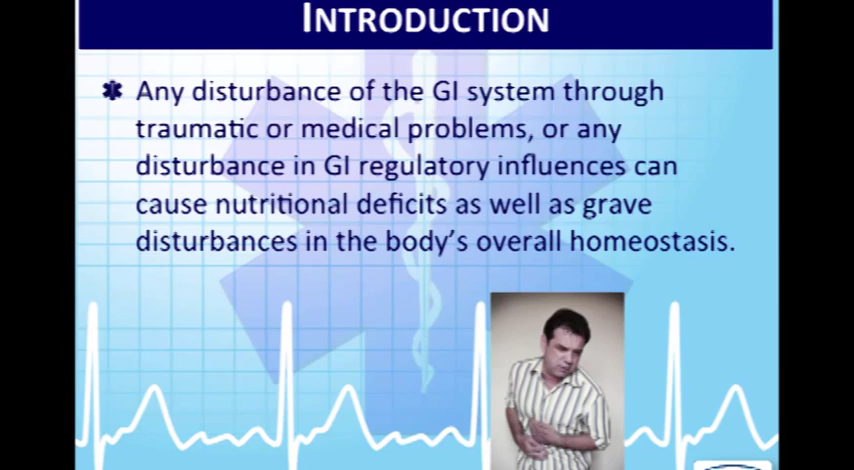 INTRODUCTION
Any disturbance of the GI system through
traumatic or medical problems, or any
disturbance in GI regulatory influences can
cause nutritional deficits as well as grave
disturbances in the body's overall homeostasis.